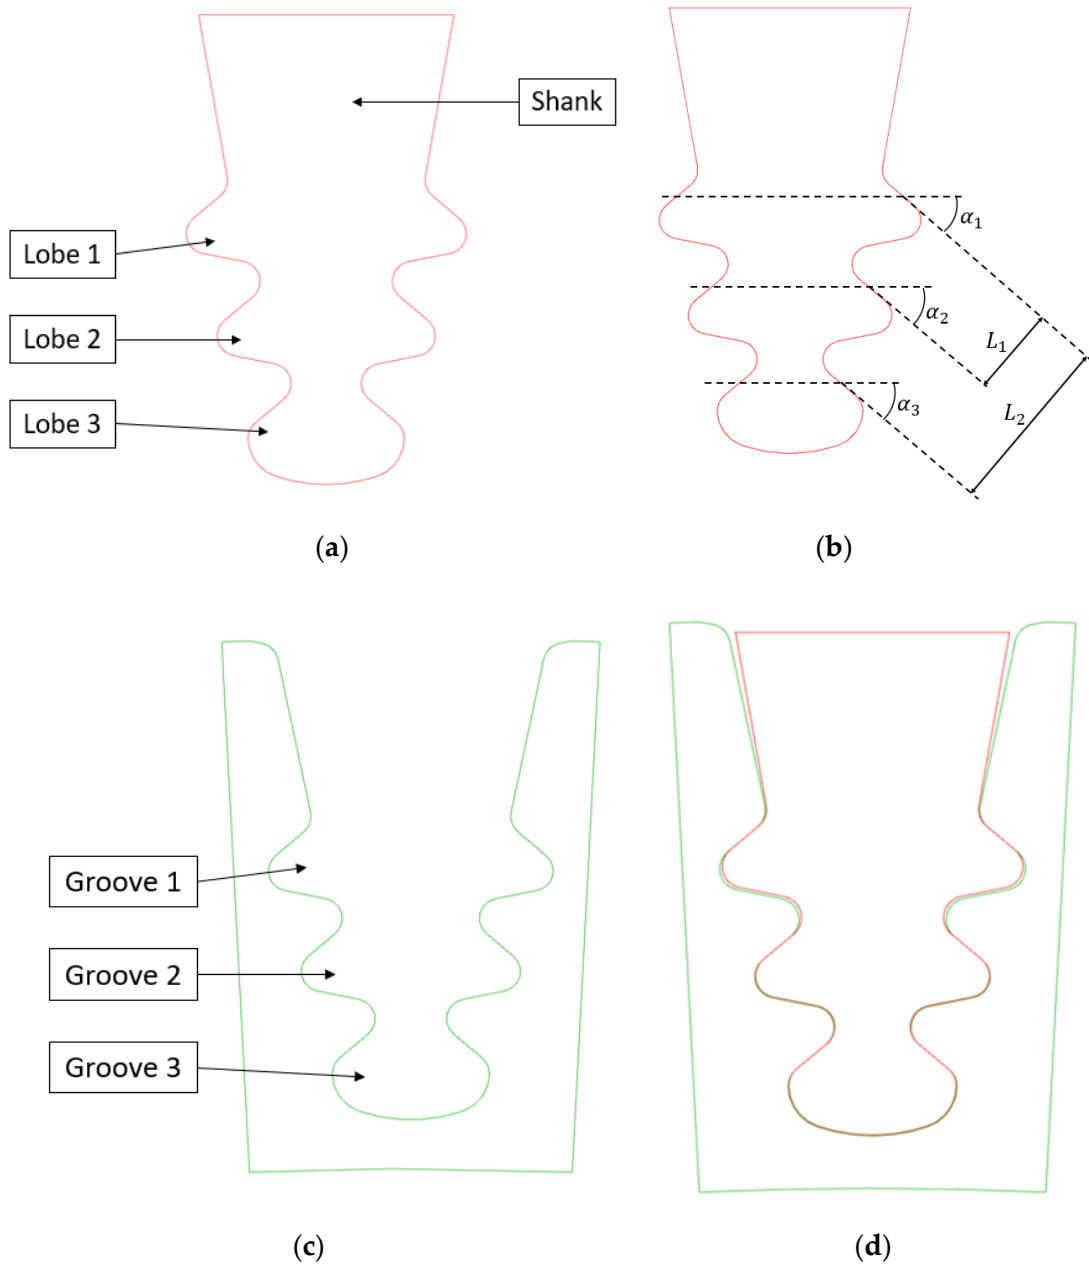 Shank
Lobe 1
Lobe 2
Lobe 3
(a)
α₁
α₂
α₃
L₁
L₂
(b)
Groove 1
Groove 2
Groove 3
(c)
(d)